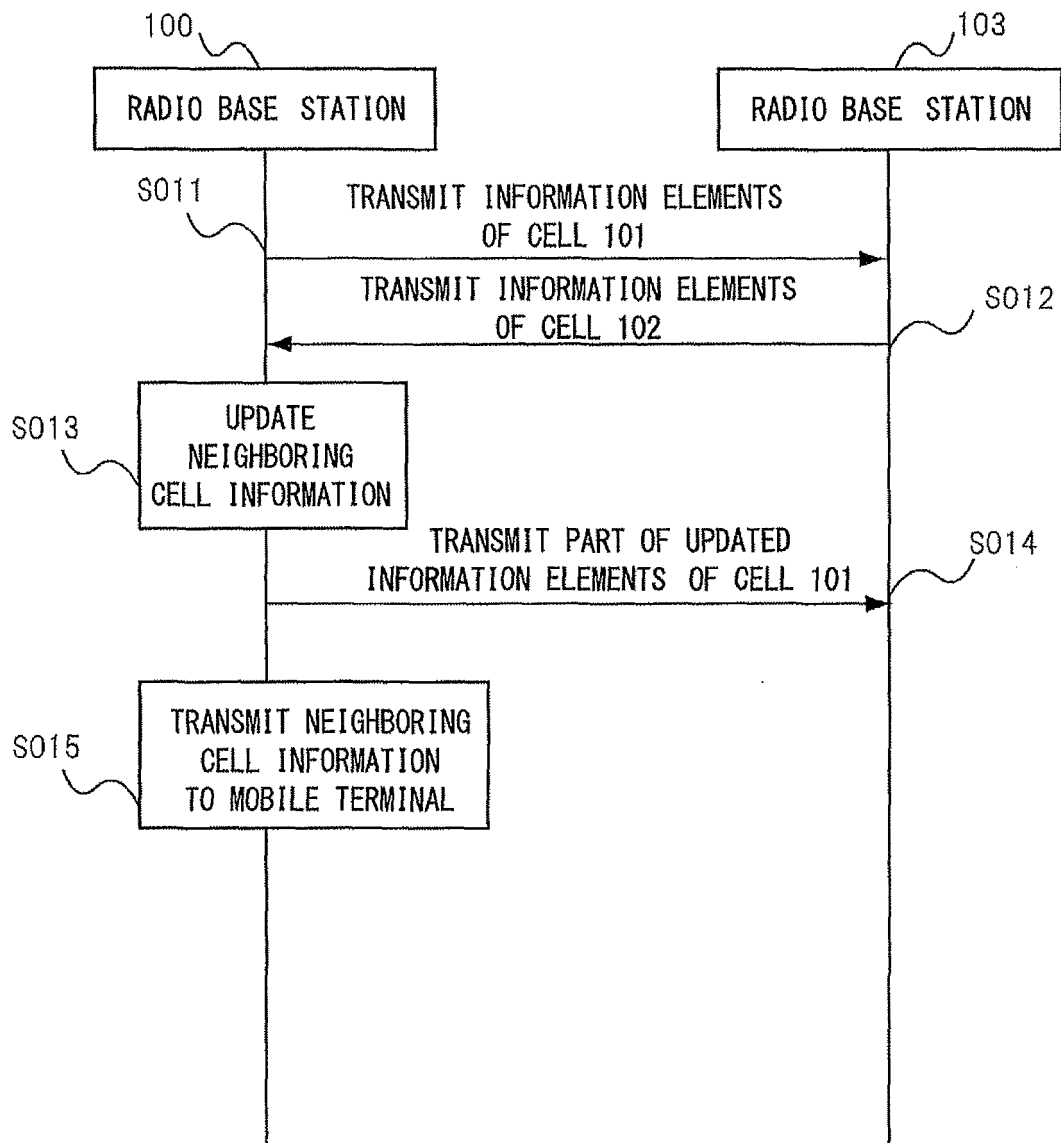 100
103
RADIO BASE STATION
RADIO BASE STATION
S011
TRANSMIT INFORMATION ELEMENTS
OF CELL 101
TRANSMIT INFORMATION ELEMENTS
OF CELL 102
S012
S013
UPDATE
NEIGHBORING
CELL INFORMATION
TRANSMIT PART OF UPDATED
INFORMATION ELEMENTS OF CELL 101
S014
S015
TRANSMIT NEIGHBORING
CELL INFORMATION
TO MOBILE TERMINAL